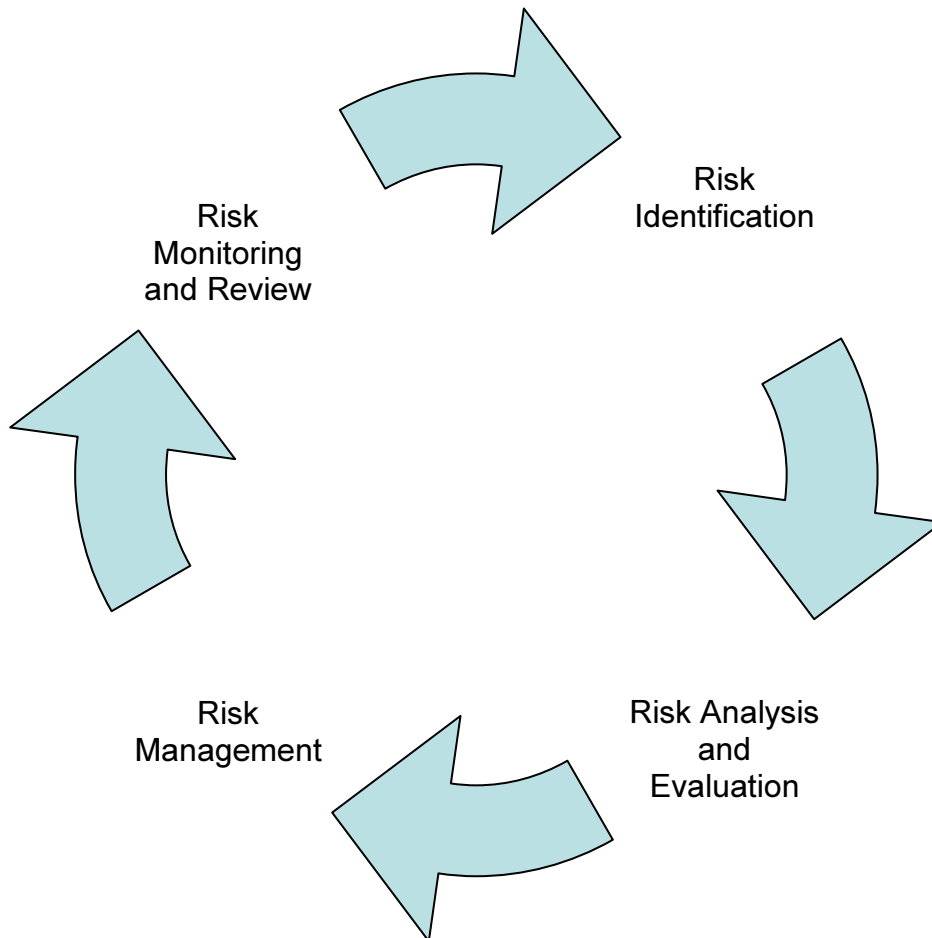 Risk
Identification
Risk
Monitoring
and Review
Risk Analysis
and
Evaluation
Risk
Management